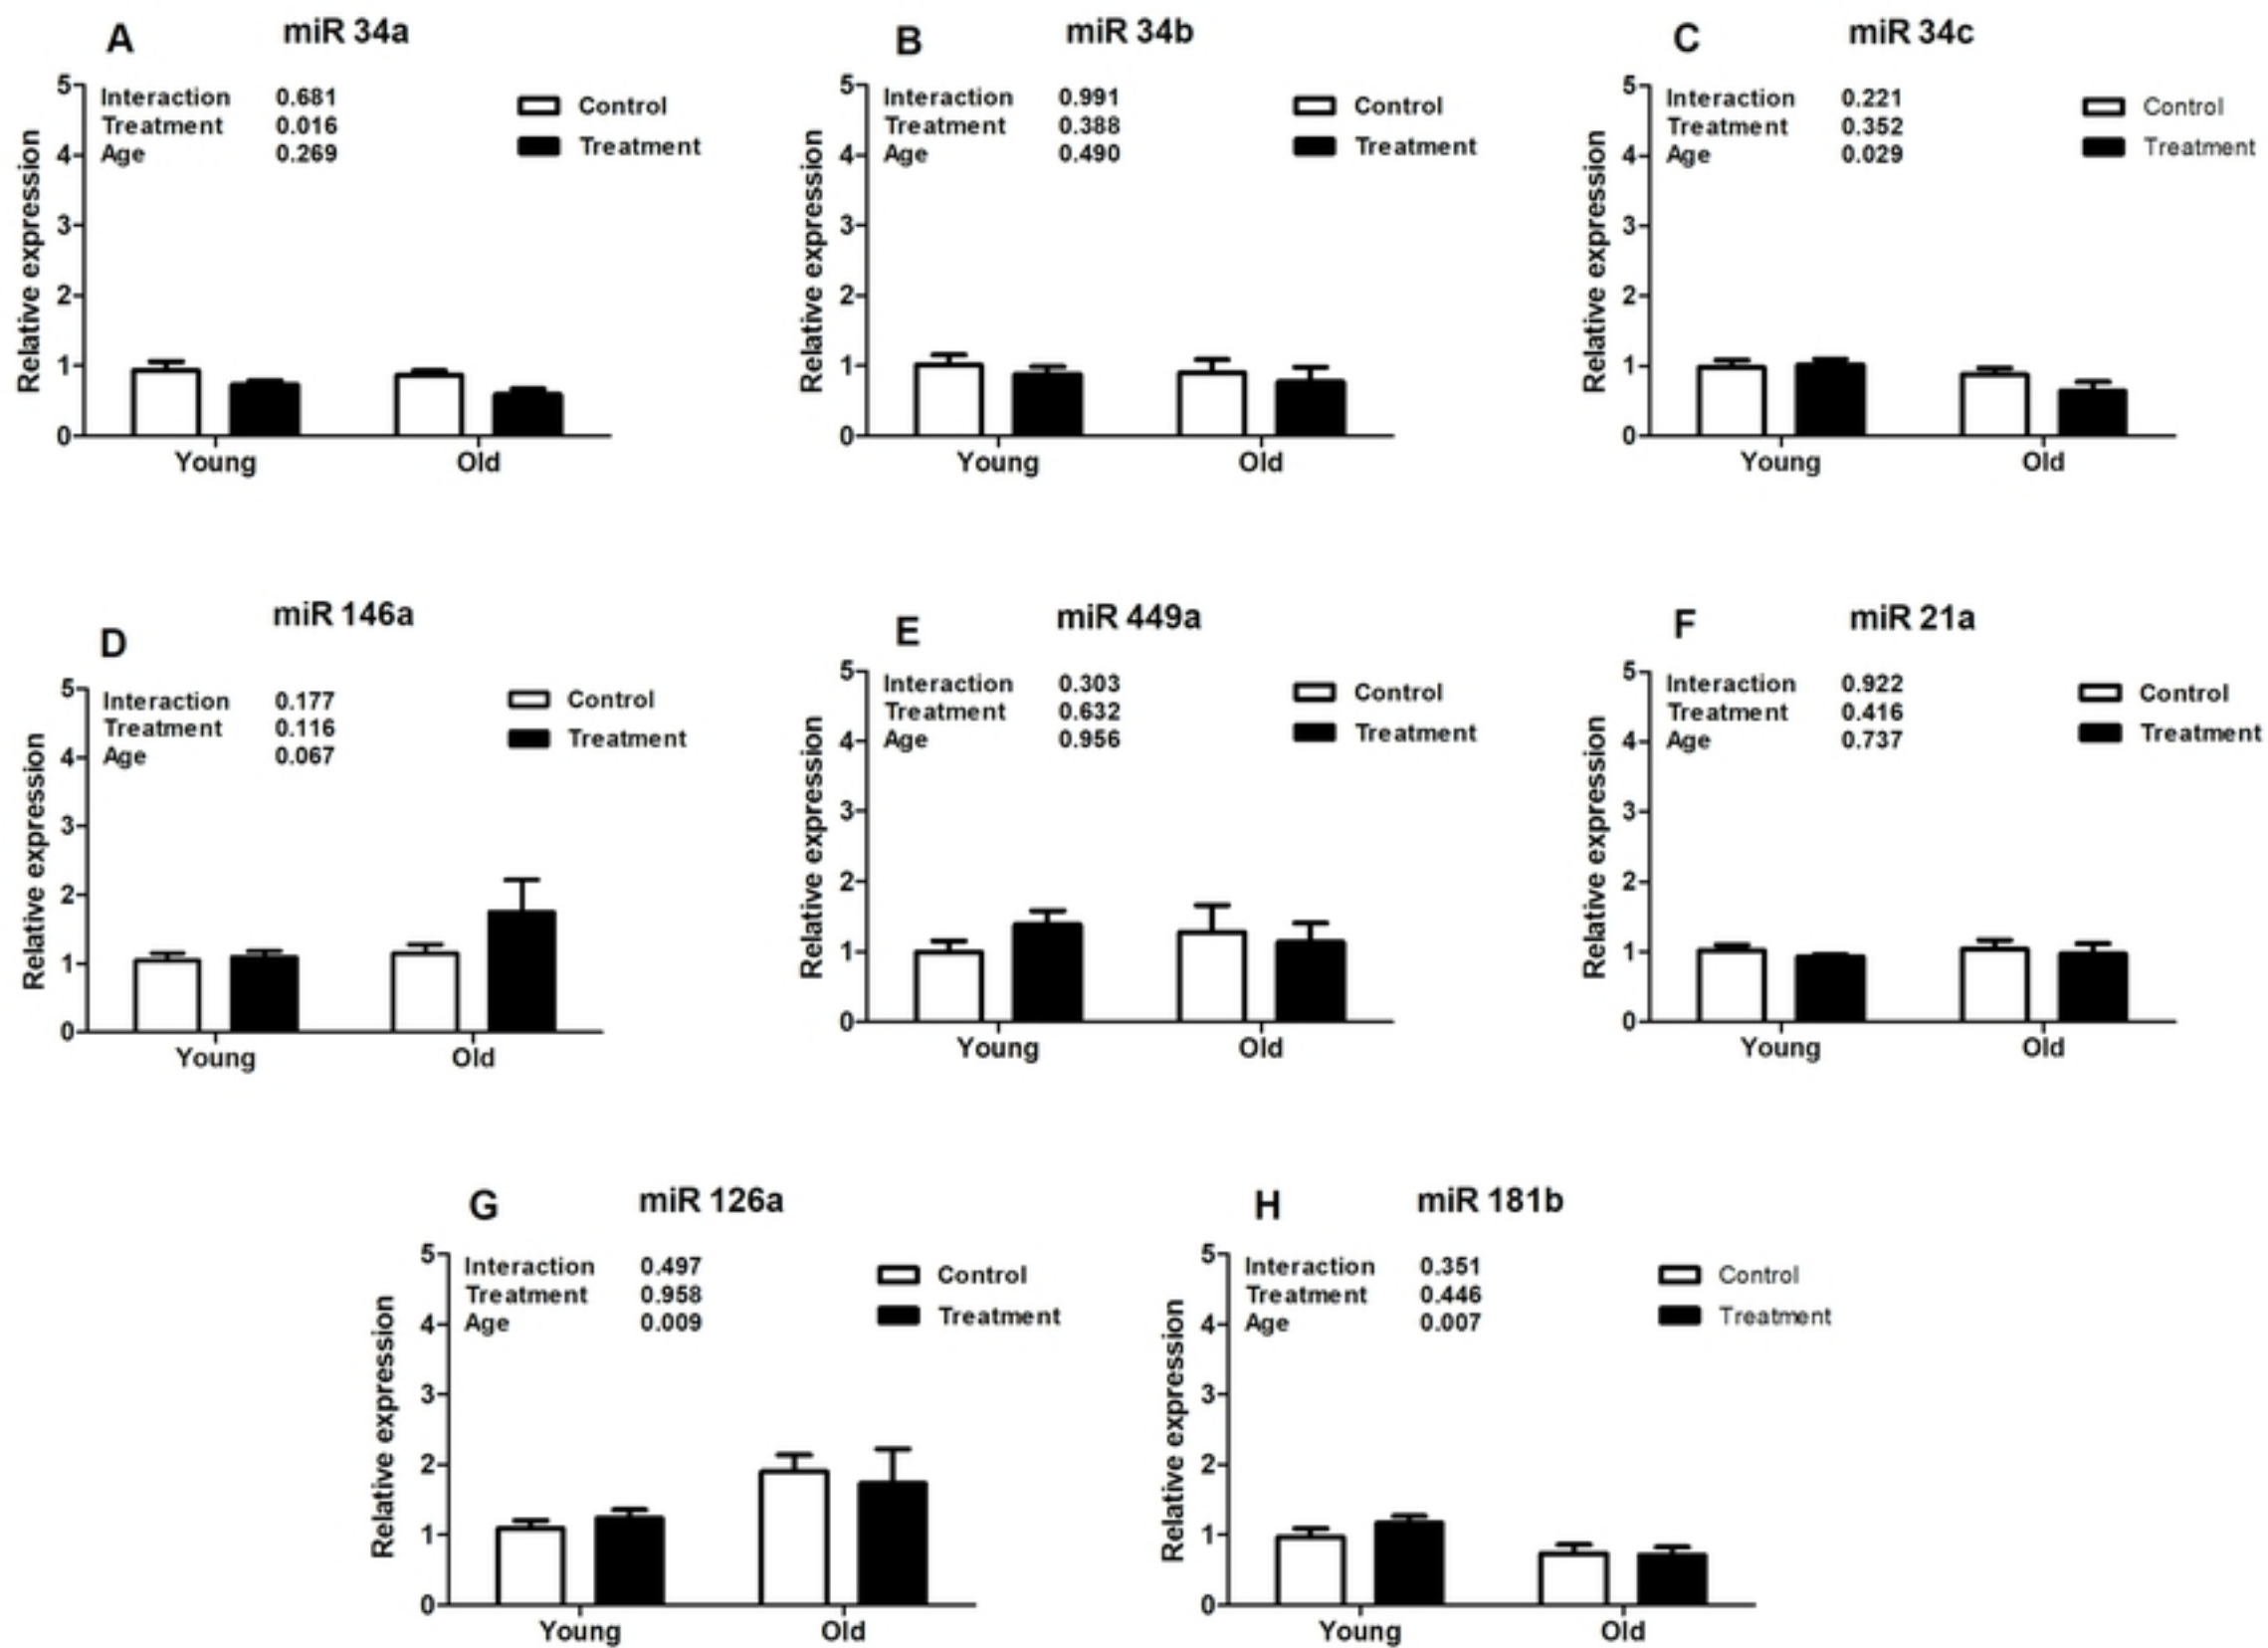 A miR 34a
Interaction 0.681
Treatment 0.016
Age 0.269
Control
Treatment
Relative expression
5
4
3
2
1
0
Young Old
B miR 34b
Interaction 0.991
Treatment 0.388
Age 0.490
Control
Treatment
Relative expression
5
4
3
2
1
0
Young Old
C miR 34c
Interaction 0.221
Treatment 0.352
Age 0.029
Control
Treatment
Relative expression
5
4
3
2
1
0
Young Old
D miR 146a
Interaction 0.177
Treatment 0.116
Age 0.067
Control
Treatment
Relative expression
5
4
3
2
1
0
Young Old
E miR 449a
Interaction 0.303
Treatment 0.632
Age 0.956
Control
Treatment
Relative expression
5
4
3
2
1
0
Young Old
F miR 21a
Interaction 0.922
Treatment 0.416
Age 0.737
Control
Treatment
Relative expression
5
4
3
2
1
0
Young Old
G miR 126a
Interaction 0.497
Treatment 0.958
Age 0.009
Control
Treatment
Relative expression
5
4
3
2
1
0
Young Old
H miR 181b
Interaction 0.351
Treatment 0.446
Age 0.007
Control
Treatment
Relative expression
5
4
3
2
1
0
Young Old